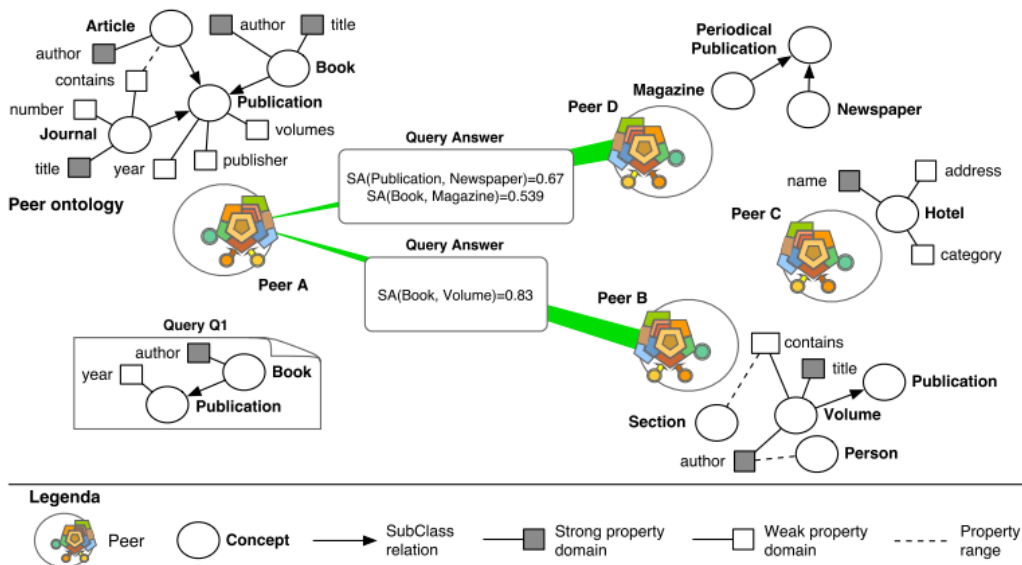 Article
author
title
author
contains
Book
number
Publication
Journal
volumes
title
year
publisher
Peer ontology
Peer A
Query Answer
SA(Publication, Newspaper)=0.67
SA(Book, Magazine)=0.539
Query Answer
SA(Book, Volume)=0.83
Periodical
Publication
Magazine
Newspaper
Peer D
name
address
Peer C
Hotel
category
Peer B
contains
title
Publication
Section
Volume
author
Person
Query Q1
author
year
Book
Publication
Legenda
Peer
Concept
SubClass
relation
Strong property
domain
Weak property
domain
Property
range